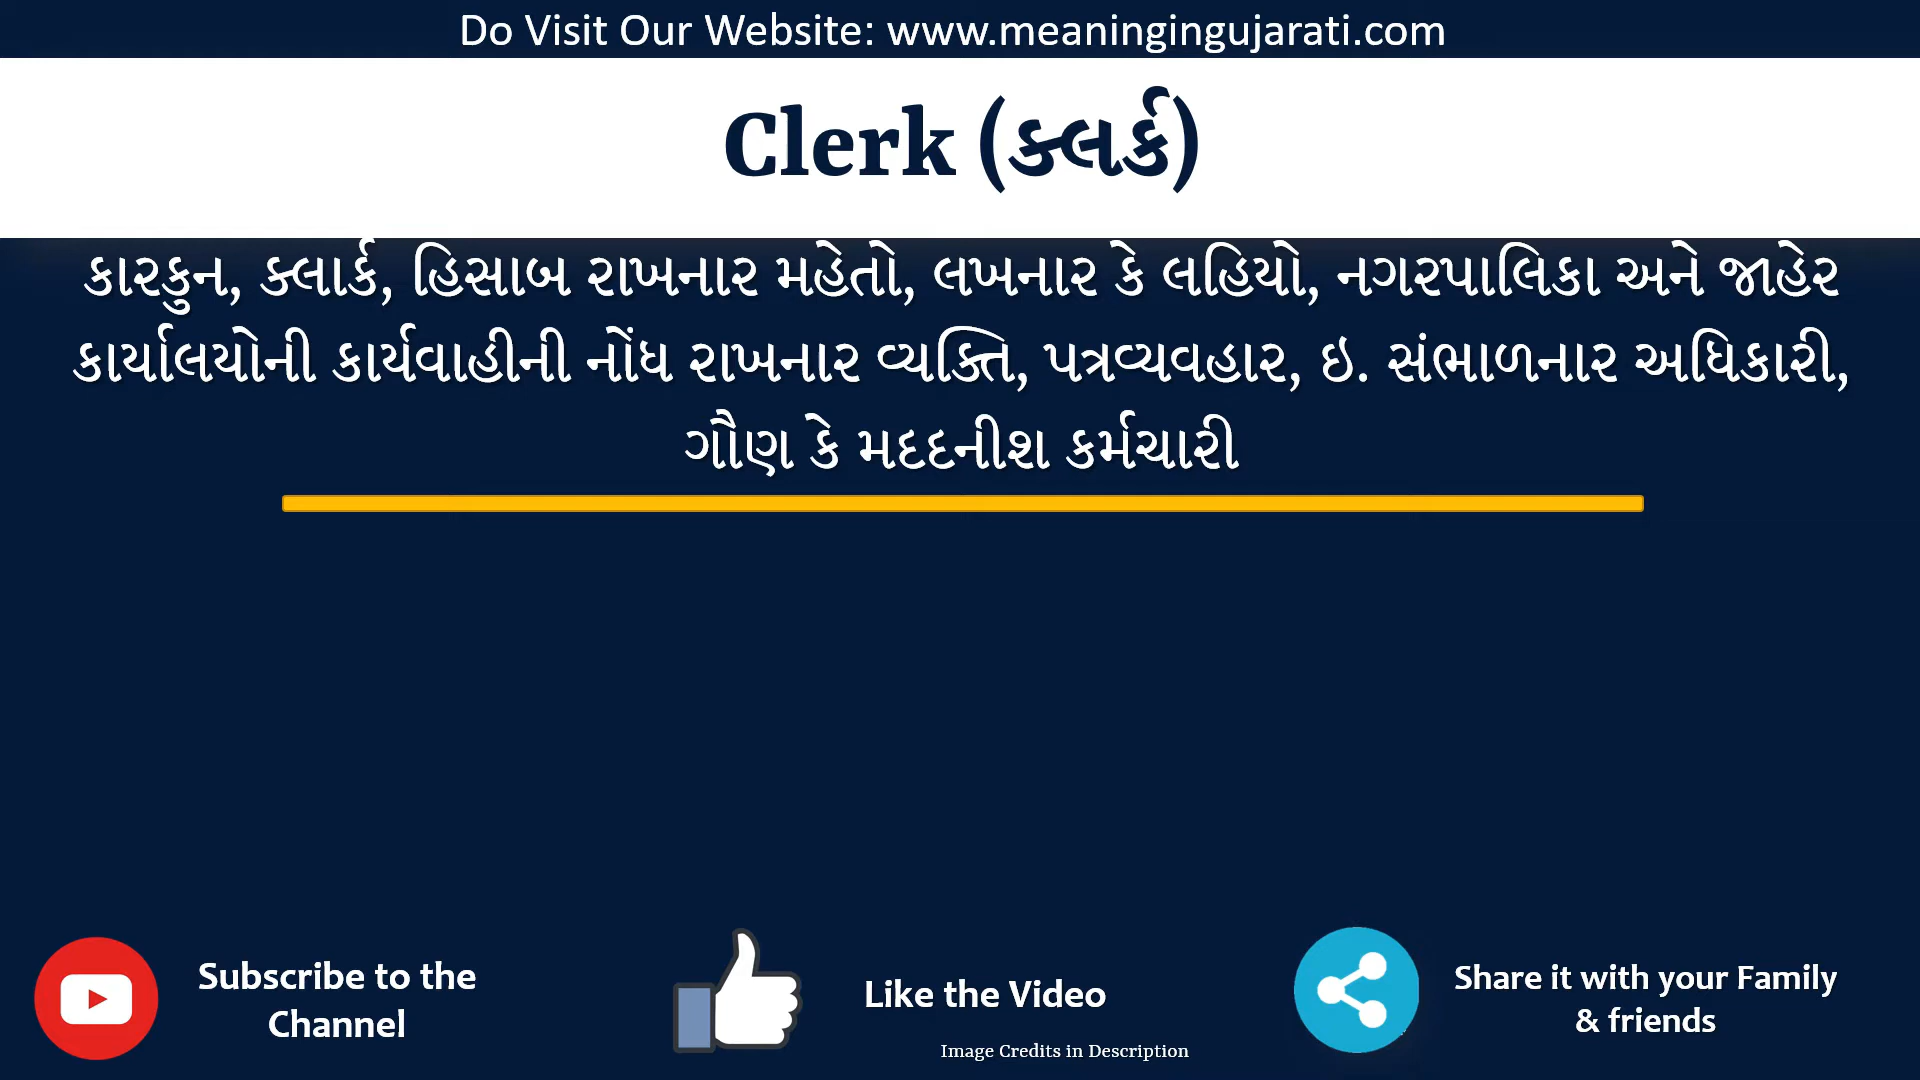 Do Visit Our Website: www.meaningingujarati.com
Clerk (ક્લર્ક)
કારકુન, ક્લાર્ક, હિસાબ રાખનાર મહેતો, લખનાર કે લહિયો, નગરપાલિકા અને જાહેર
કાર્યાલયોની કાર્યવાહીની નોંધ રાખનાર વ્યક્તિ, પત્રવ્યવહાર, ઇ. સંભાળનાર અધિકારી,
ગૌણ કે મદદનીશ કર્મચારી
Subscribe to the
Channel
Like the Video
Share it with your Family
& friends
Image Credits in Description